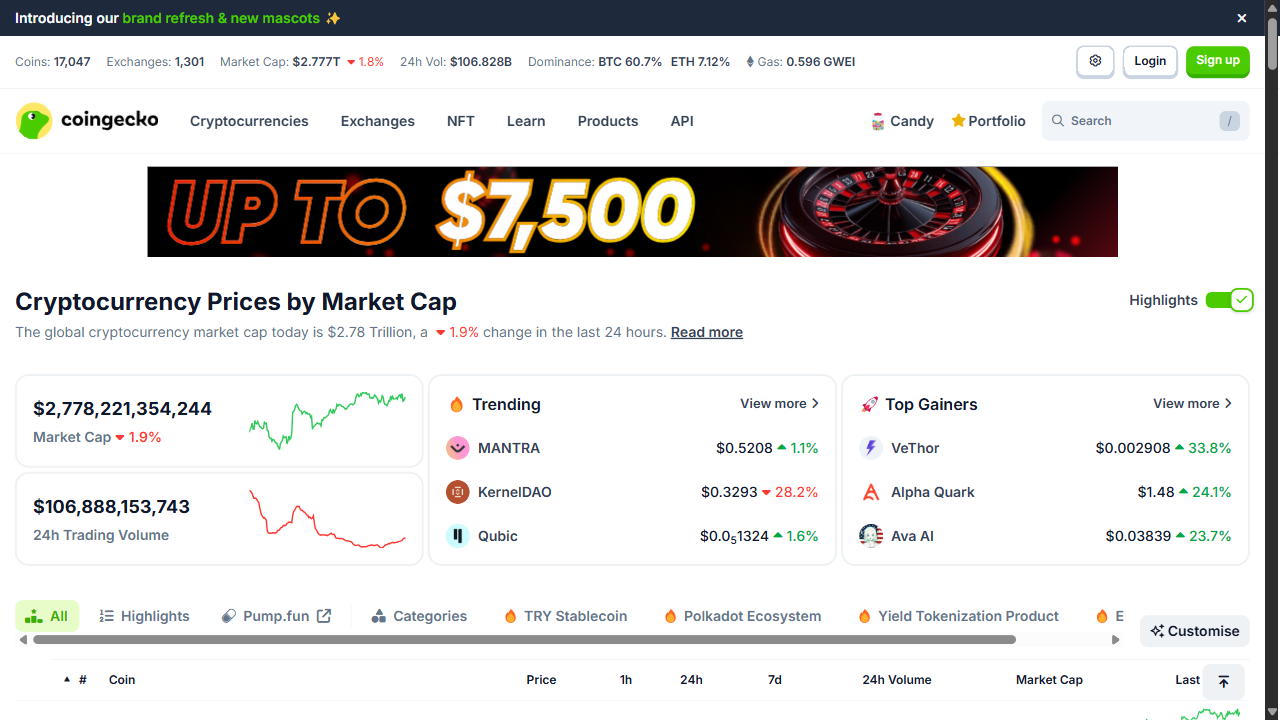 Introducing our brand refresh & new mascots ✨
Coins: 17,047 Exchanges: 1,301 Market Cap: $2.777T 1.8% 24h Vol: $106.828B Dominance: BTC 60.7% ETH 7.12% Gas: 0.596 GWEI
Login
Sign up
coingecko
Cryptocurrencies Exchanges NFT Learn Products API
Candy Portfolio Search /
UP TO $7,500
Cryptocurrency Prices by Market Cap
Highlights
The global cryptocurrency market cap today is $2.78 Trillion, a 1.9% change in the last 24 hours. Read more
$2,778,221,354,244
Market Cap 1.9%
$106,888,153,743
24h Trading Volume
Trending View more
MANTRA $0.5208 1.1%
KernelDAO $0.3293 28.2%
Qubic $0.0₅1324 1.6%
Top Gainers View more
VeThor $0.002908 33.8%
Alpha Quark $1.48 24.1%
Ava AI $0.03839 23.7%
All Highlights Pump.fun Categories TRY Stablecoin Polkadot Ecosystem Yield Tokenization Product E
Customise
# Coin Price 1h 24h 7d 24h Volume Market Cap Last